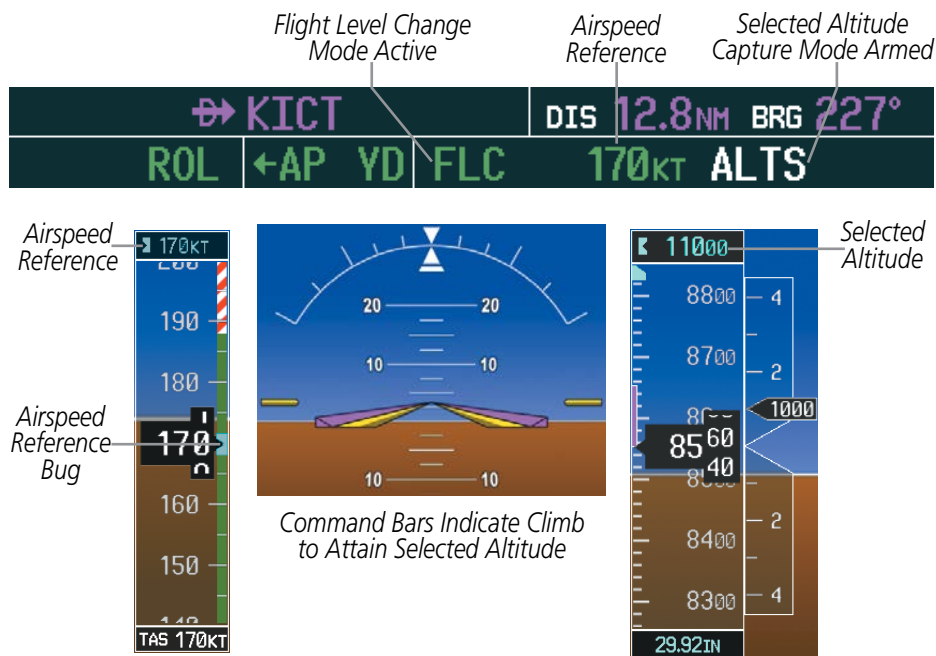 Flight Level Change
Mode Active
Airspeed
Reference
Selected Altitude
Capture Mode Armed
KICT
DIS 12.8NM BRG 227°
ROL ←AP YD FLC 170KT ALTS
Airspeed
Reference
170KT
190
180
170
160
150
TAS 170KT
Airspeed
Reference
Bug
20 20
10 10
10 10
Command Bars Indicate Climb
to Attain Selected Altitude
Selected
Altitude
11000
8800
8700
85
60
40
8400
8300
29.92IN
4
2
1000
2
4